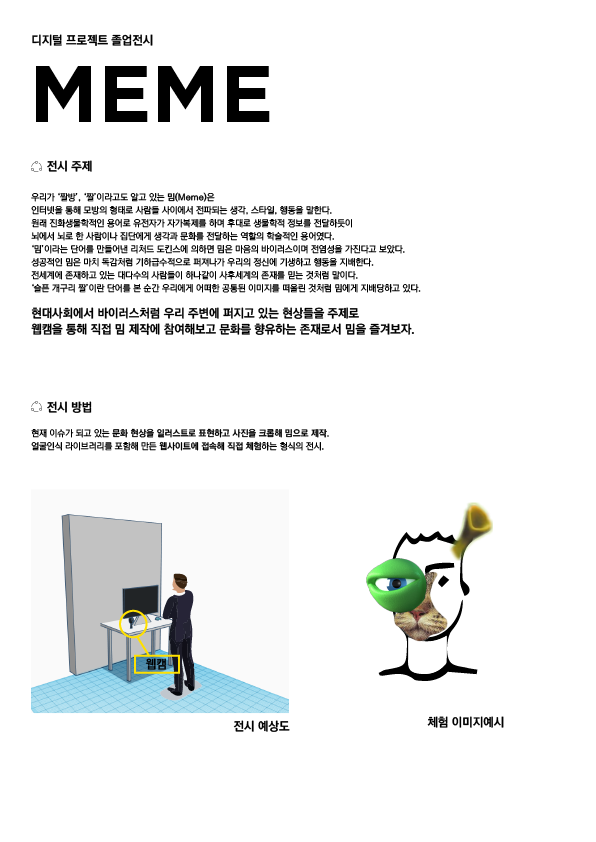 디지털 프로젝트 졸업전시
MEME
전시 주제
우리가 '짤방', '짤'이라고도 알고 있는 밈(Meme)은
인터넷을 통해 모방의 형태로 사람들 사이에서 전파되는 생각, 스타일, 행동을 말한다.
원래 진화생물학적인 용어로 유전자가 자가복제를 하며 후대로 생물학적 정보를 전달하듯이
뇌에서 뇌로 한 사람이나 집단에게 생각과 문화를 전달하는 역할의 학술적인 용어였다.
'밈'이라는 단어를 만들어낸 리처드 도킨스에 의하면 밈은 마음의 바이러스이며 전염성을 가진다고 보았다.
성공적인 밈은 마치 독감처럼 기하급수적으로 퍼져나가 우리의 정신에 기생하고 행동을 지배한다.
전세계에 존재하고 있는 대다수의 사람들이 하나같이 사후세계의 존재를 믿는 것처럼 말이다.
'슬픈 개구리 짤'이란 단어를 본 순간 우리에게 어떠한 공통된 이미지를 떠올린 것처럼 밈에게 지배당하고 있다.
현대사회에서 바이러스처럼 우리 주변에 퍼지고 있는 현상들을 주제로
웹캠을 통해 직접 밈 제작에 참여해보고 문화를 향유하는 존재로서 밈을 즐겨보자.
전시 방법
현재 이슈가 되고 있는 문화 현상을 일러스트로 표현하고 사진을 크롭해 밈으로 제작.
얼굴인식 라이브러리를 포함해 만든 웹사이트에 접속해 직접 체험하는 형식의 전시.
웹캠
전시 예상도
체험 이미지예시